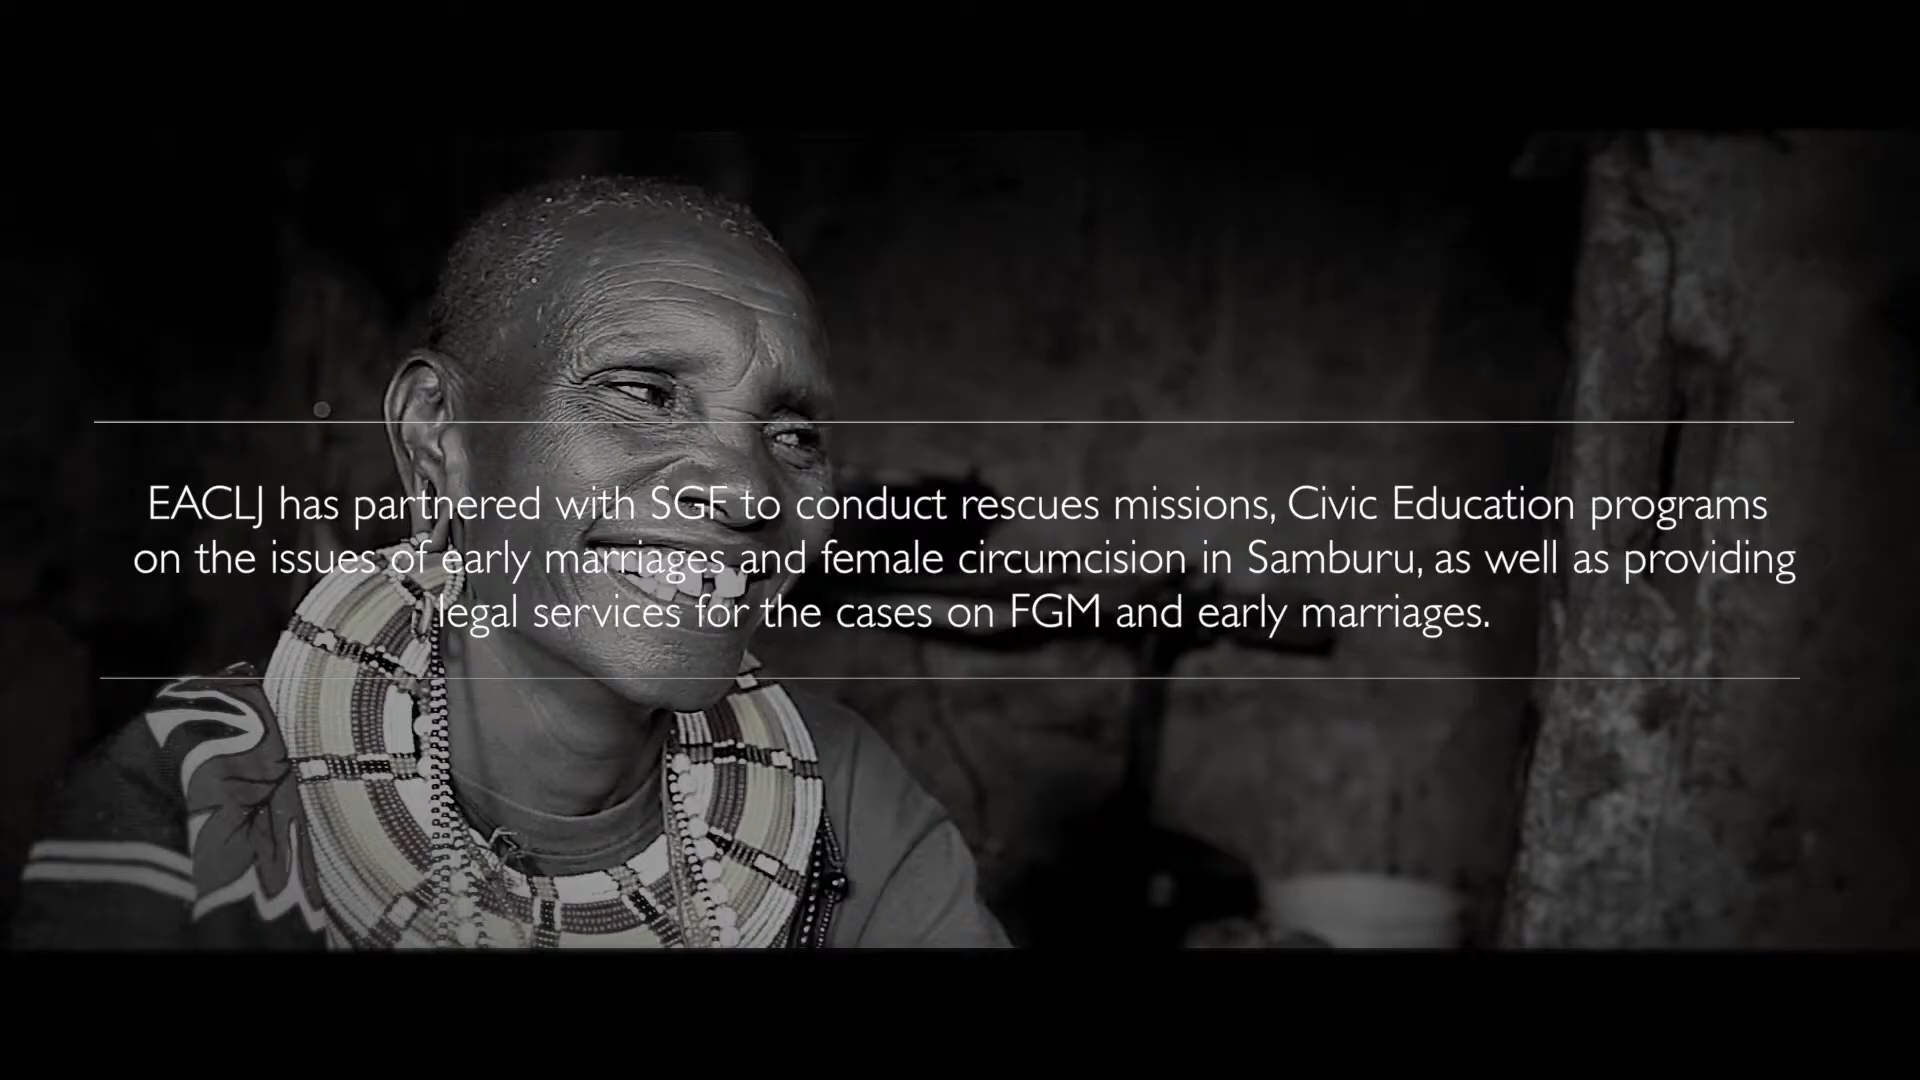 EACLJ has partnered with SGF to conduct rescues missions, Civic Education programs
on the issues of early marriages and female circumcision in Samburu, as well as providing
legal services for the cases on FGM and early marriages.